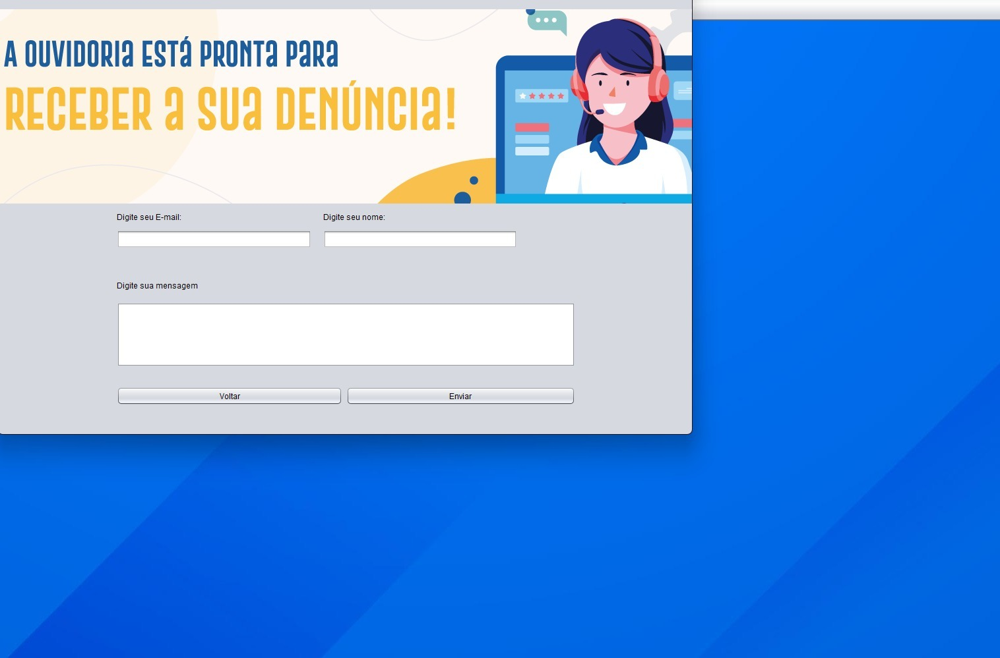 A OUVIDORIA ESTÁ PRONTA PARA
RECEBER A SUA DENÚNCIA!
Digite seu E-mail:
Digite seu nome:
Digite sua mensagem
Voltar
Enviar